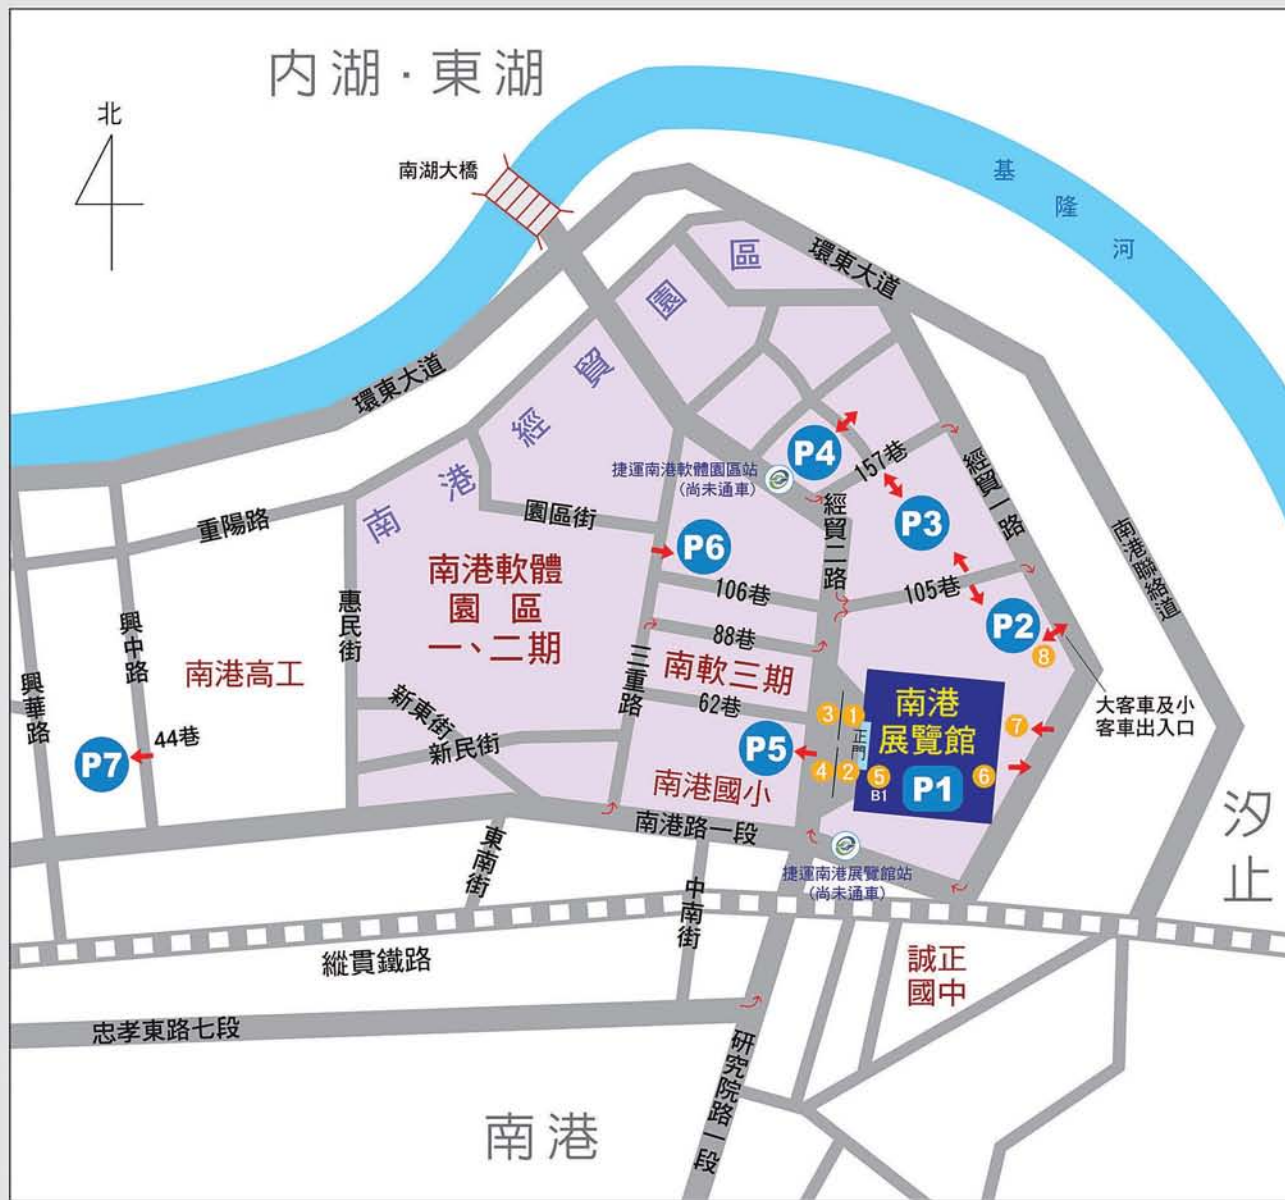 內湖·東湖
北
南湖大橋
基隆河
環東大道
環東大道
南港經貿園區
P4
157巷
捷運南港軟體園區站
(尚未通車)
經貿一路
經貿二路
P3
南港聯絡道
重陽路
園區街
P6
南港軟體
園區
一、二期
106巷
105巷
P2
8
惠民街
興中路
88巷
大客車及小
客車出入口
南港高工
三重路
南軟三期
興華路
新東街
62巷
3
1
正門
南港
展覽館
7
44巷
新民街
P7
P5
4
2
5
B1
P1
6
南港國小
汐止
南港路一段
東南街
捷運南港展覽館站
(尚未通車)
中南街
縱貫鐵路
誠正
國中
忠孝東路七段
研究院路一段
南港